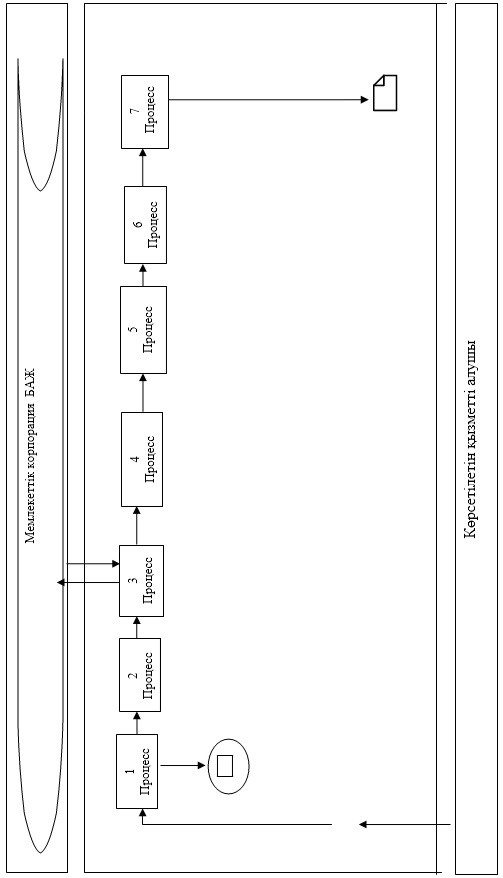 Мемлекеттік корпорация БАЖ
1
Процесс
2
Процесс
3
Процесс
4
Процесс
5
Процесс
6
Процесс
7
Процесс
Көрсетілетін қызметті алушы